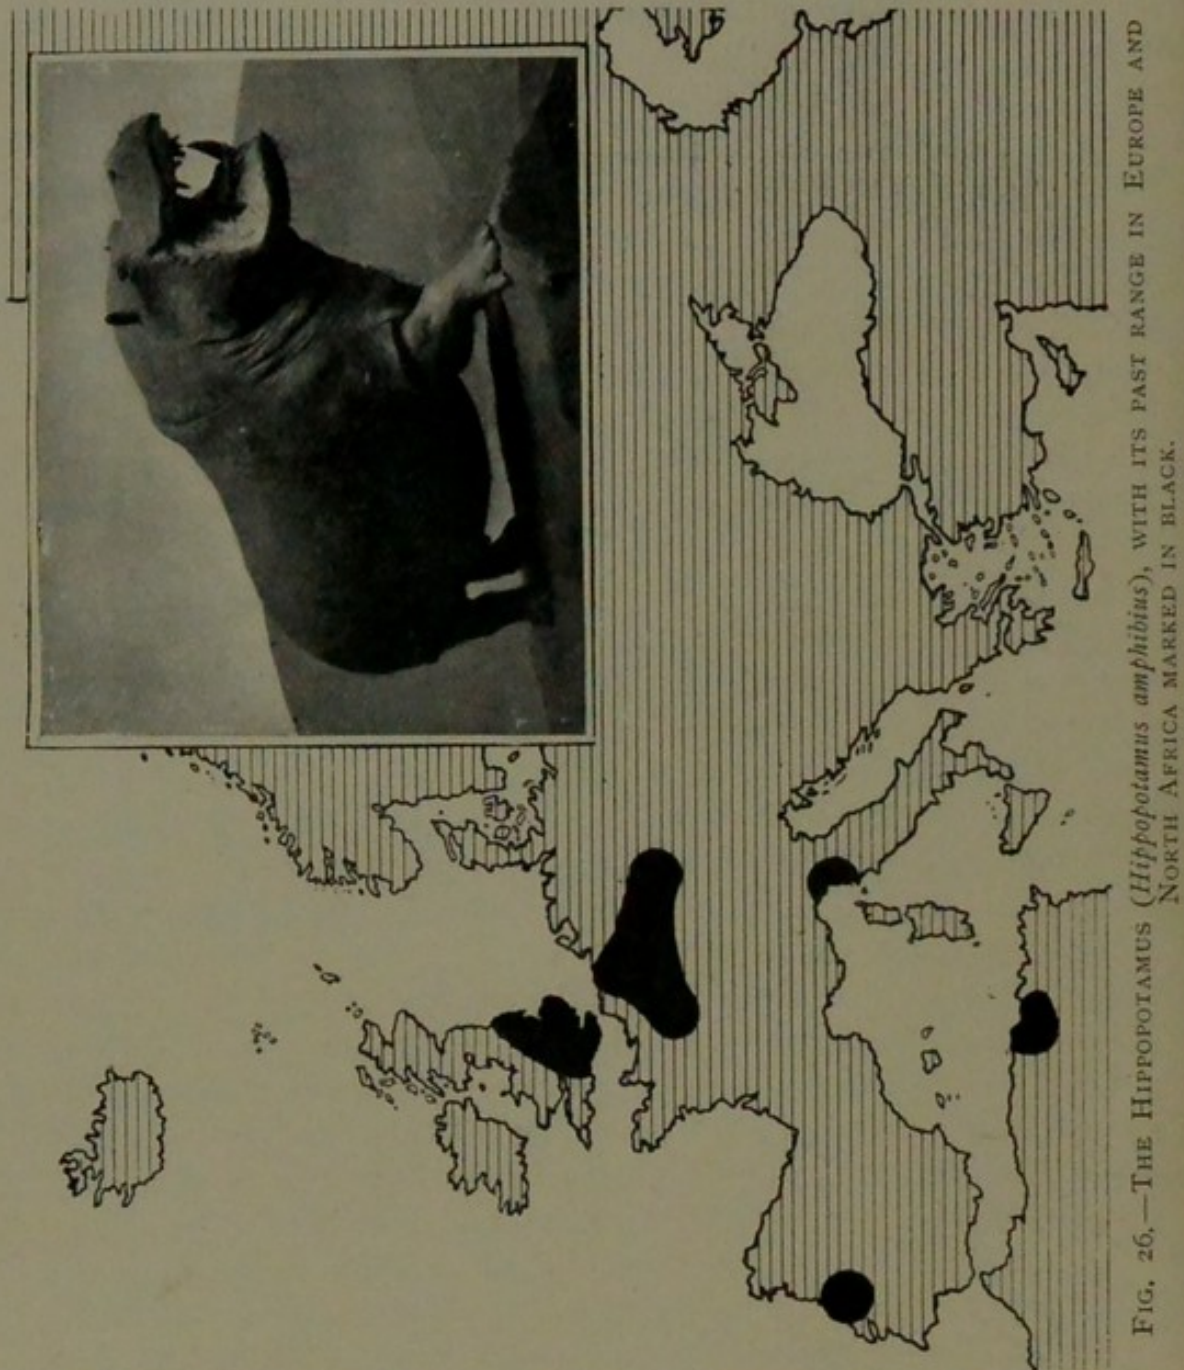 FIG. 26.—THE HIPPOPOTAMUS (Hippopotamus amphibius), WITH ITS PAST RANGE IN EUROPE AND
NORTH AFRICA MARKED IN BLACK.